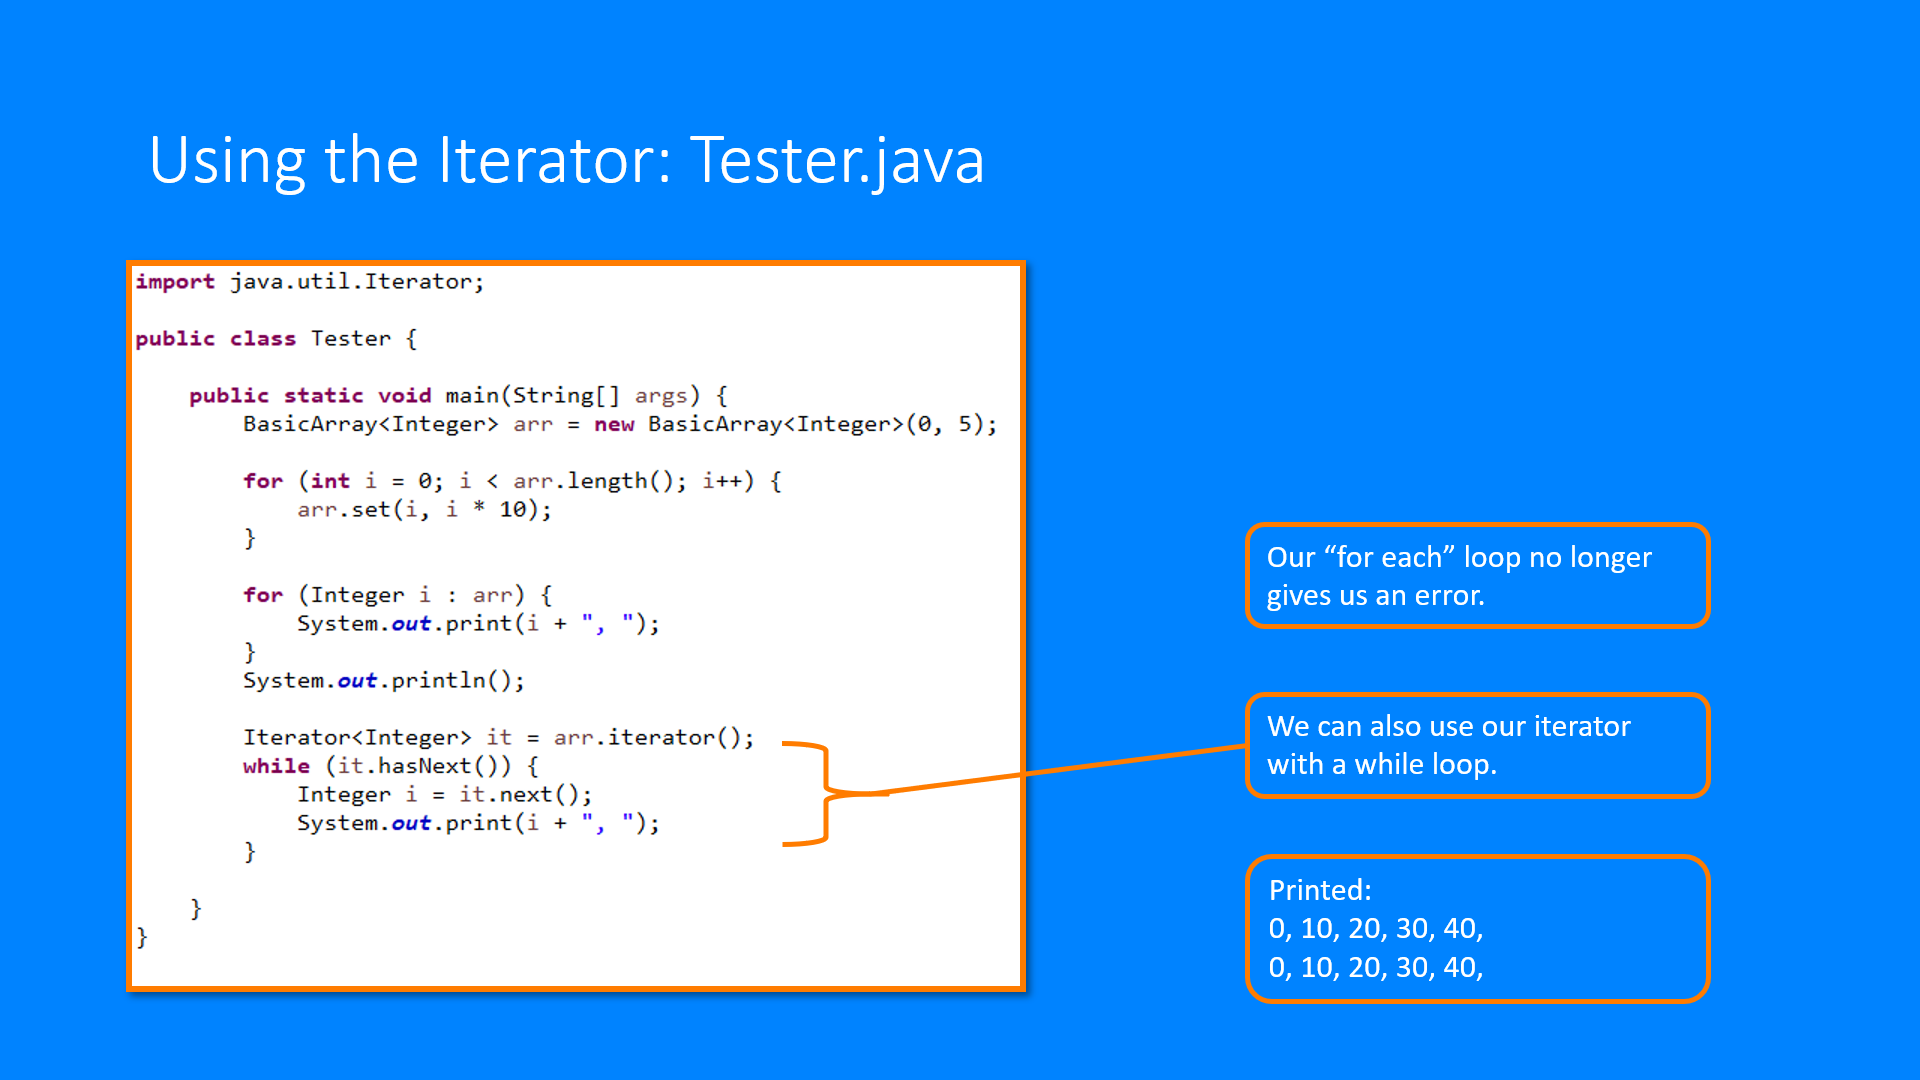 Using the Iterator: Tester.java
import java.util.Iterator;
public class Tester {
public static void main(String[] args) {
BasicArray<Integer> arr = new BasicArray<Integer>(0, 5);
for (int i = 0; i < arr.length(); i++) {
arr.set(i, i * 10);
}
for (Integer i : arr) {
System.out.print(i + ", ");
}
System.out.println();
Iterator<Integer> it = arr.iterator();
while (it.hasNext()) {
Integer i = it.next();
System.out.print(i + ", ");
}
}
}
Our “for each” loop no longer
gives us an error.
We can also use our iterator
with a while loop.
Printed:
0, 10, 20, 30, 40,
0, 10, 20, 30, 40,